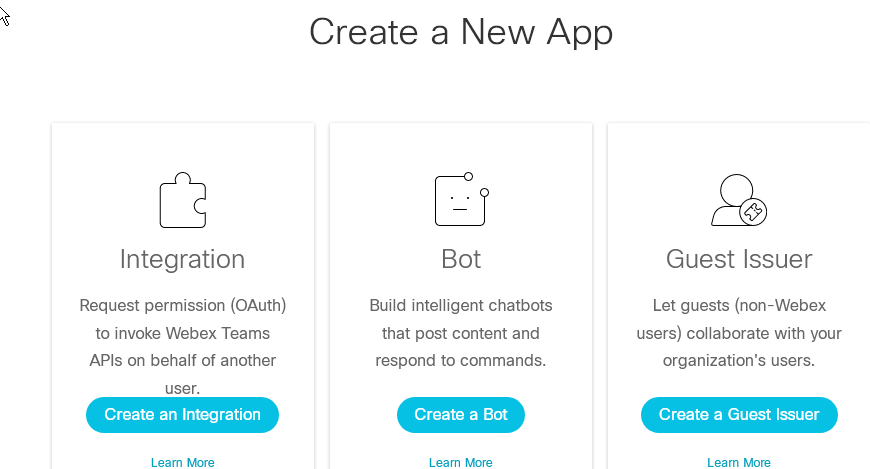 Create a New App
Integration
Request permission (OAuth)
to invoke Webex Teams
APIs on behalf of another
user.
Create an Integration
Learn More
Bot
Build intelligent chatbots
that post content and
respond to commands.
Create a Bot
Learn More
Guest Issuer
Let guests (non-Webex
users) collaborate with your
organization's users.
Create a Guest Issuer
Learn More